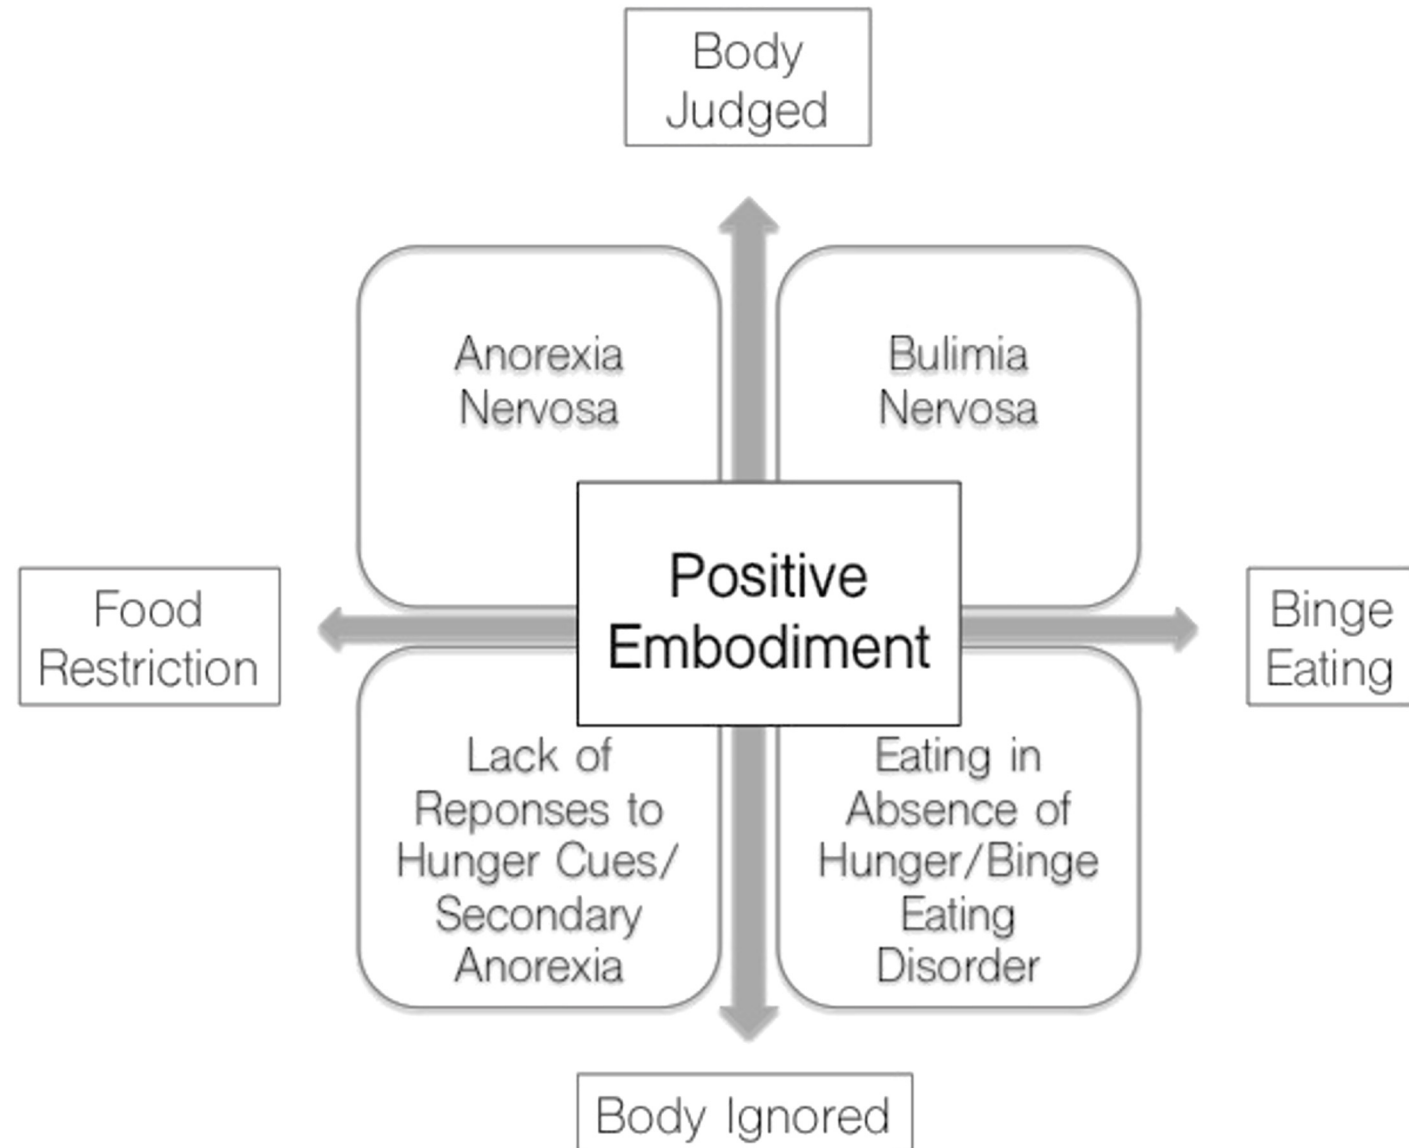 Body
Judged
Anorexia
Nervosa
Bulimia
Nervosa
Food
Restriction
Positive
Embodiment
Binge
Eating
Lack of
Reponses to
Hunger Cues/
Secondary
Anorexia
Eating in
Absence of
Hunger/Binge
Eating
Disorder
Body Ignored